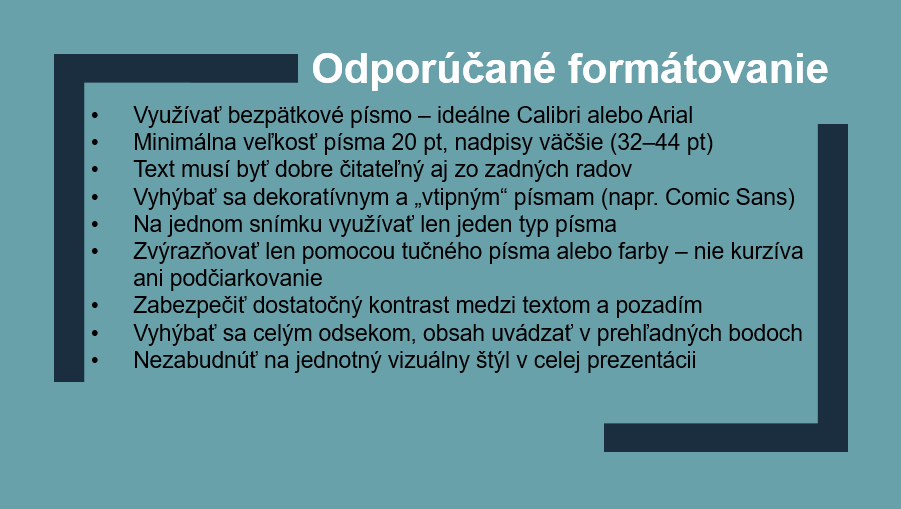 Odporúčané formátovanie
• Využívať bezpätkové písmo – ideálne Calibri alebo Arial
• Minimálna veľkosť písma 20 pt, nadpisy väčšie (32–44 pt)
• Text musí byť dobre čitateľný aj zo zadných radov
• Vyhýbať sa dekoratívnym a „vtipným“ písmam (napr. Comic Sans)
• Na jednom snímku využívať len jeden typ písma
• Zvýrazňovať len pomocou tučného písma alebo farby – nie kurzíva
ani podčiarkovanie
• Zabezpečiť dostatočný kontrast medzi textom a pozadím
• Vyhýbať sa celým odsekom, obsah uvádzať v prehľadných bodoch
• Nezabudnúť na jednotný vizuálny štýl v celej prezentácii